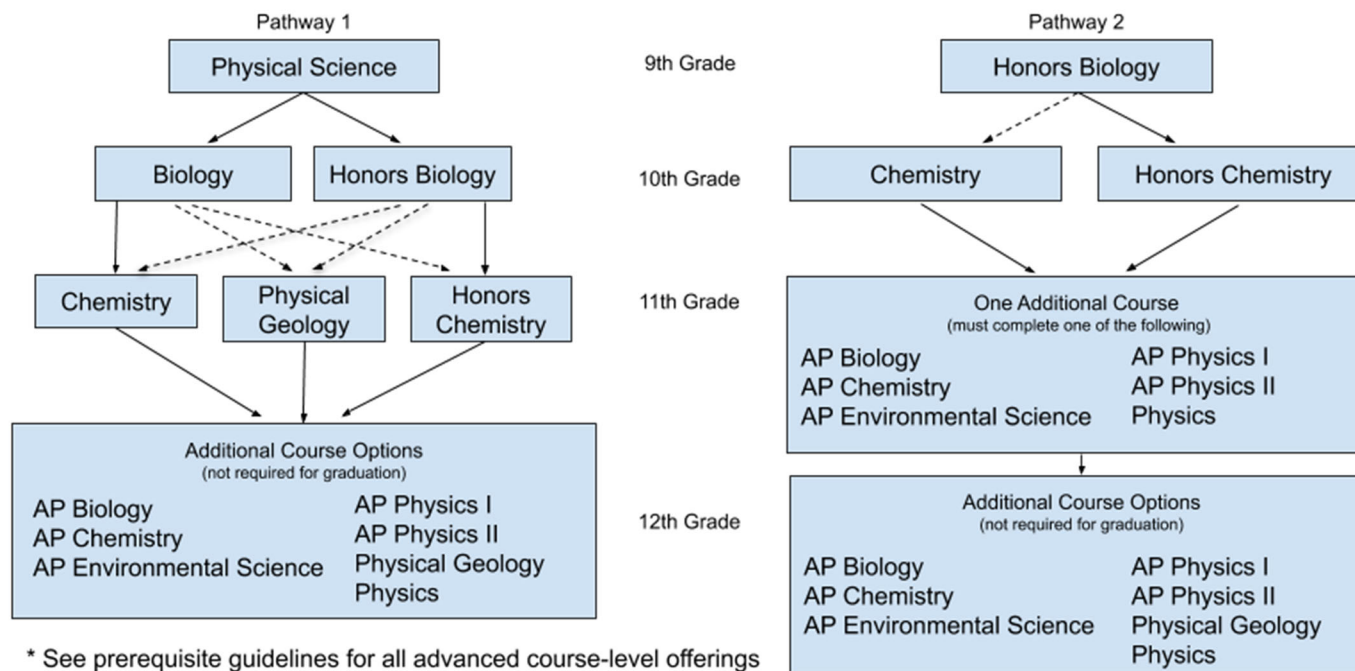 Pathway 1
Physical Science
Biology
Honors Biology
Chemistry
Physical
Geology
Honors
Chemistry
Additional Course Options
(not required for graduation)
AP Biology
AP Chemistry
AP Environmental Science
AP Physics I
AP Physics II
Physical Geology
Physics
* See prerequisite guidelines for all advanced course-level offerings
9th Grade
10th Grade
11th Grade
12th Grade
Pathway 2
Honors Biology
Chemistry
Honors Chemistry
One Additional Course
(must complete one of the following)
AP Biology
AP Chemistry
AP Environmental Science
AP Physics I
AP Physics II
Physics
Additional Course Options
(not required for graduation)
AP Biology
AP Chemistry
AP Environmental Science
AP Physics I
AP Physics II
Physical Geology
Physics